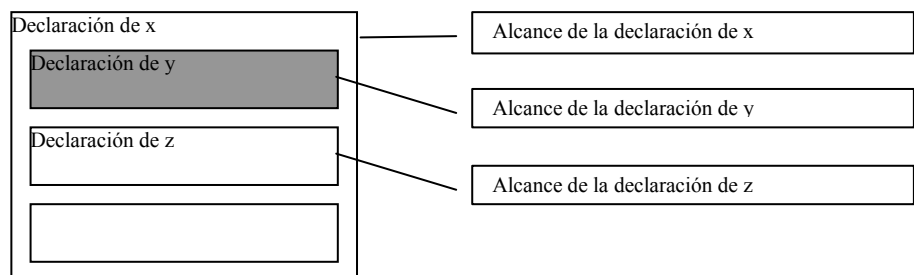 Declaración de x
Alcance de la declaración de x
Declaración de y
Alcance de la declaración de y
Declaración de z
Alcance de la declaración de z